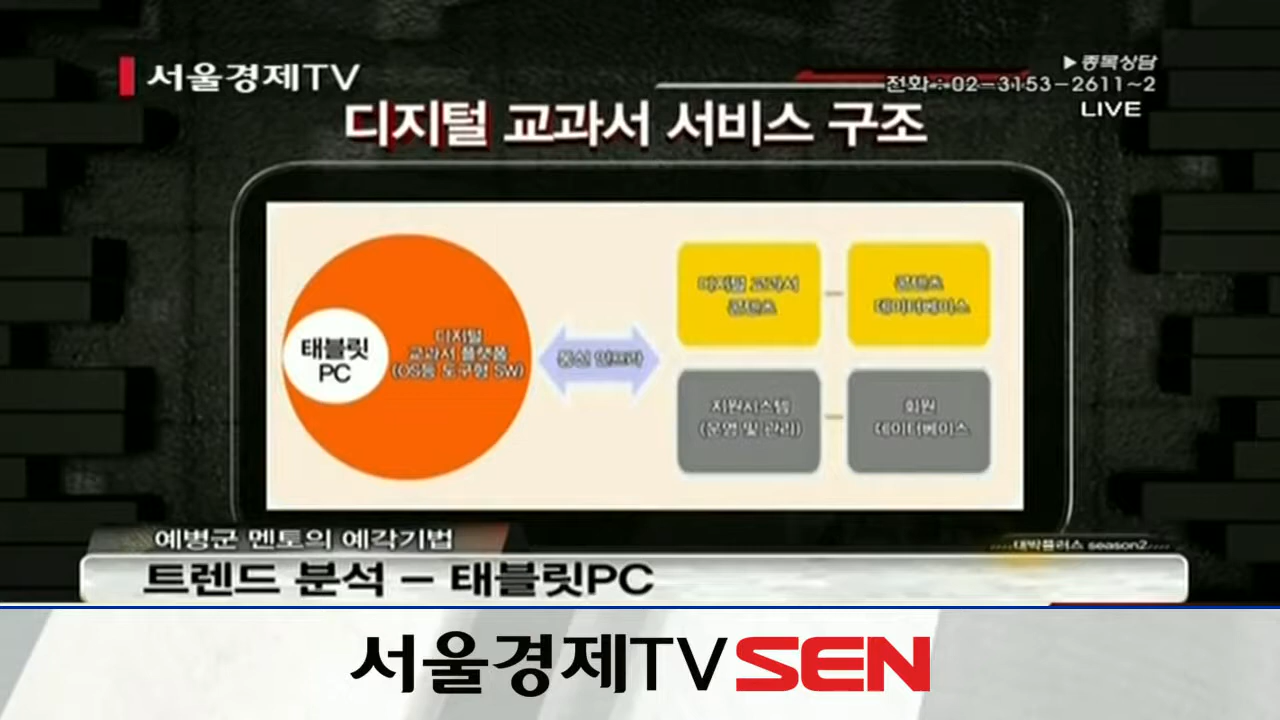 서울경제TV
▶종목상담
전화 : 02-3153-2611~2
LIVE
디지털 교과서 서비스 구조
태블릿
PC
디지털
교과서 플랫폼
(OS등 도구형 SW)
통신 인프라
디지털 교과서
콘텐츠
콘텐츠
데이터베이스
지원시스템
(운영 및 관리)
회원
데이터베이스
예병군 멘토의 예각기법
....대박플러스 season2....
트렌드 분석 - 태블릿PC
서울경제TV SEN